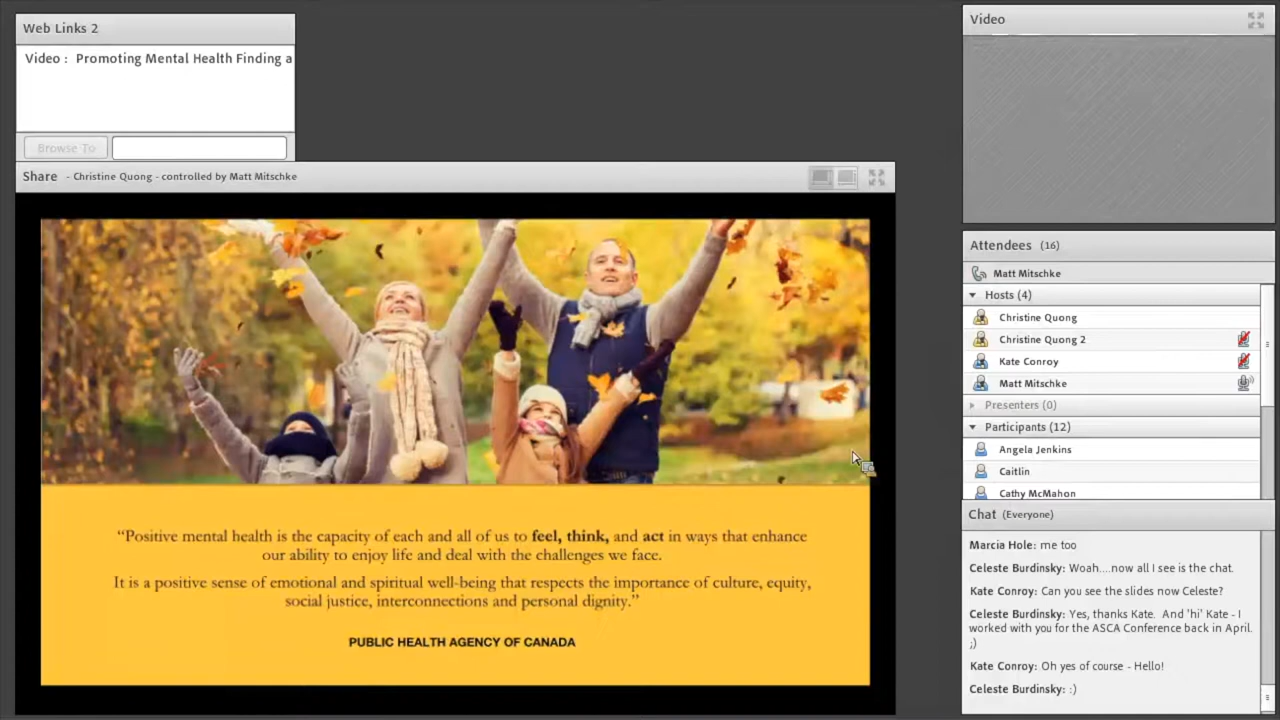 Web Links 2
Video : Promoting Mental Health Finding a
Browse To
Share - Christine Quong - controlled by Matt Mitschke
“Positive mental health is the capacity of each and all of us to feel, think, and act in ways that enhance
our ability to enjoy life and deal with the challenges we face.
It is a positive sense of emotional and spiritual well-being that respects the importance of culture, equity,
social justice, interconnections and personal dignity.”
PUBLIC HEALTH AGENCY OF CANADA
Video
Attendees (16)
Matt Mitschke
Hosts (4)
Christine Quong
Christine Quong 2
Kate Conroy
Matt Mitschke
Presenters (0)
Participants (12)
Angela Jenkins
Caitlin
Cathy McMahon
Chat (Everyone)
Marcia Hole: me too
Celeste Burdinsky: Woah....now all I see is the chat.
Kate Conroy: Can you see the slides now Celeste?
Celeste Burdinsky: Yes, thanks Kate. And 'hi' Kate - I
worked with you for the ASCA Conference back in April.
;)
Kate Conroy: Oh yes of course - Hello!
Celeste Burdinsky: :)